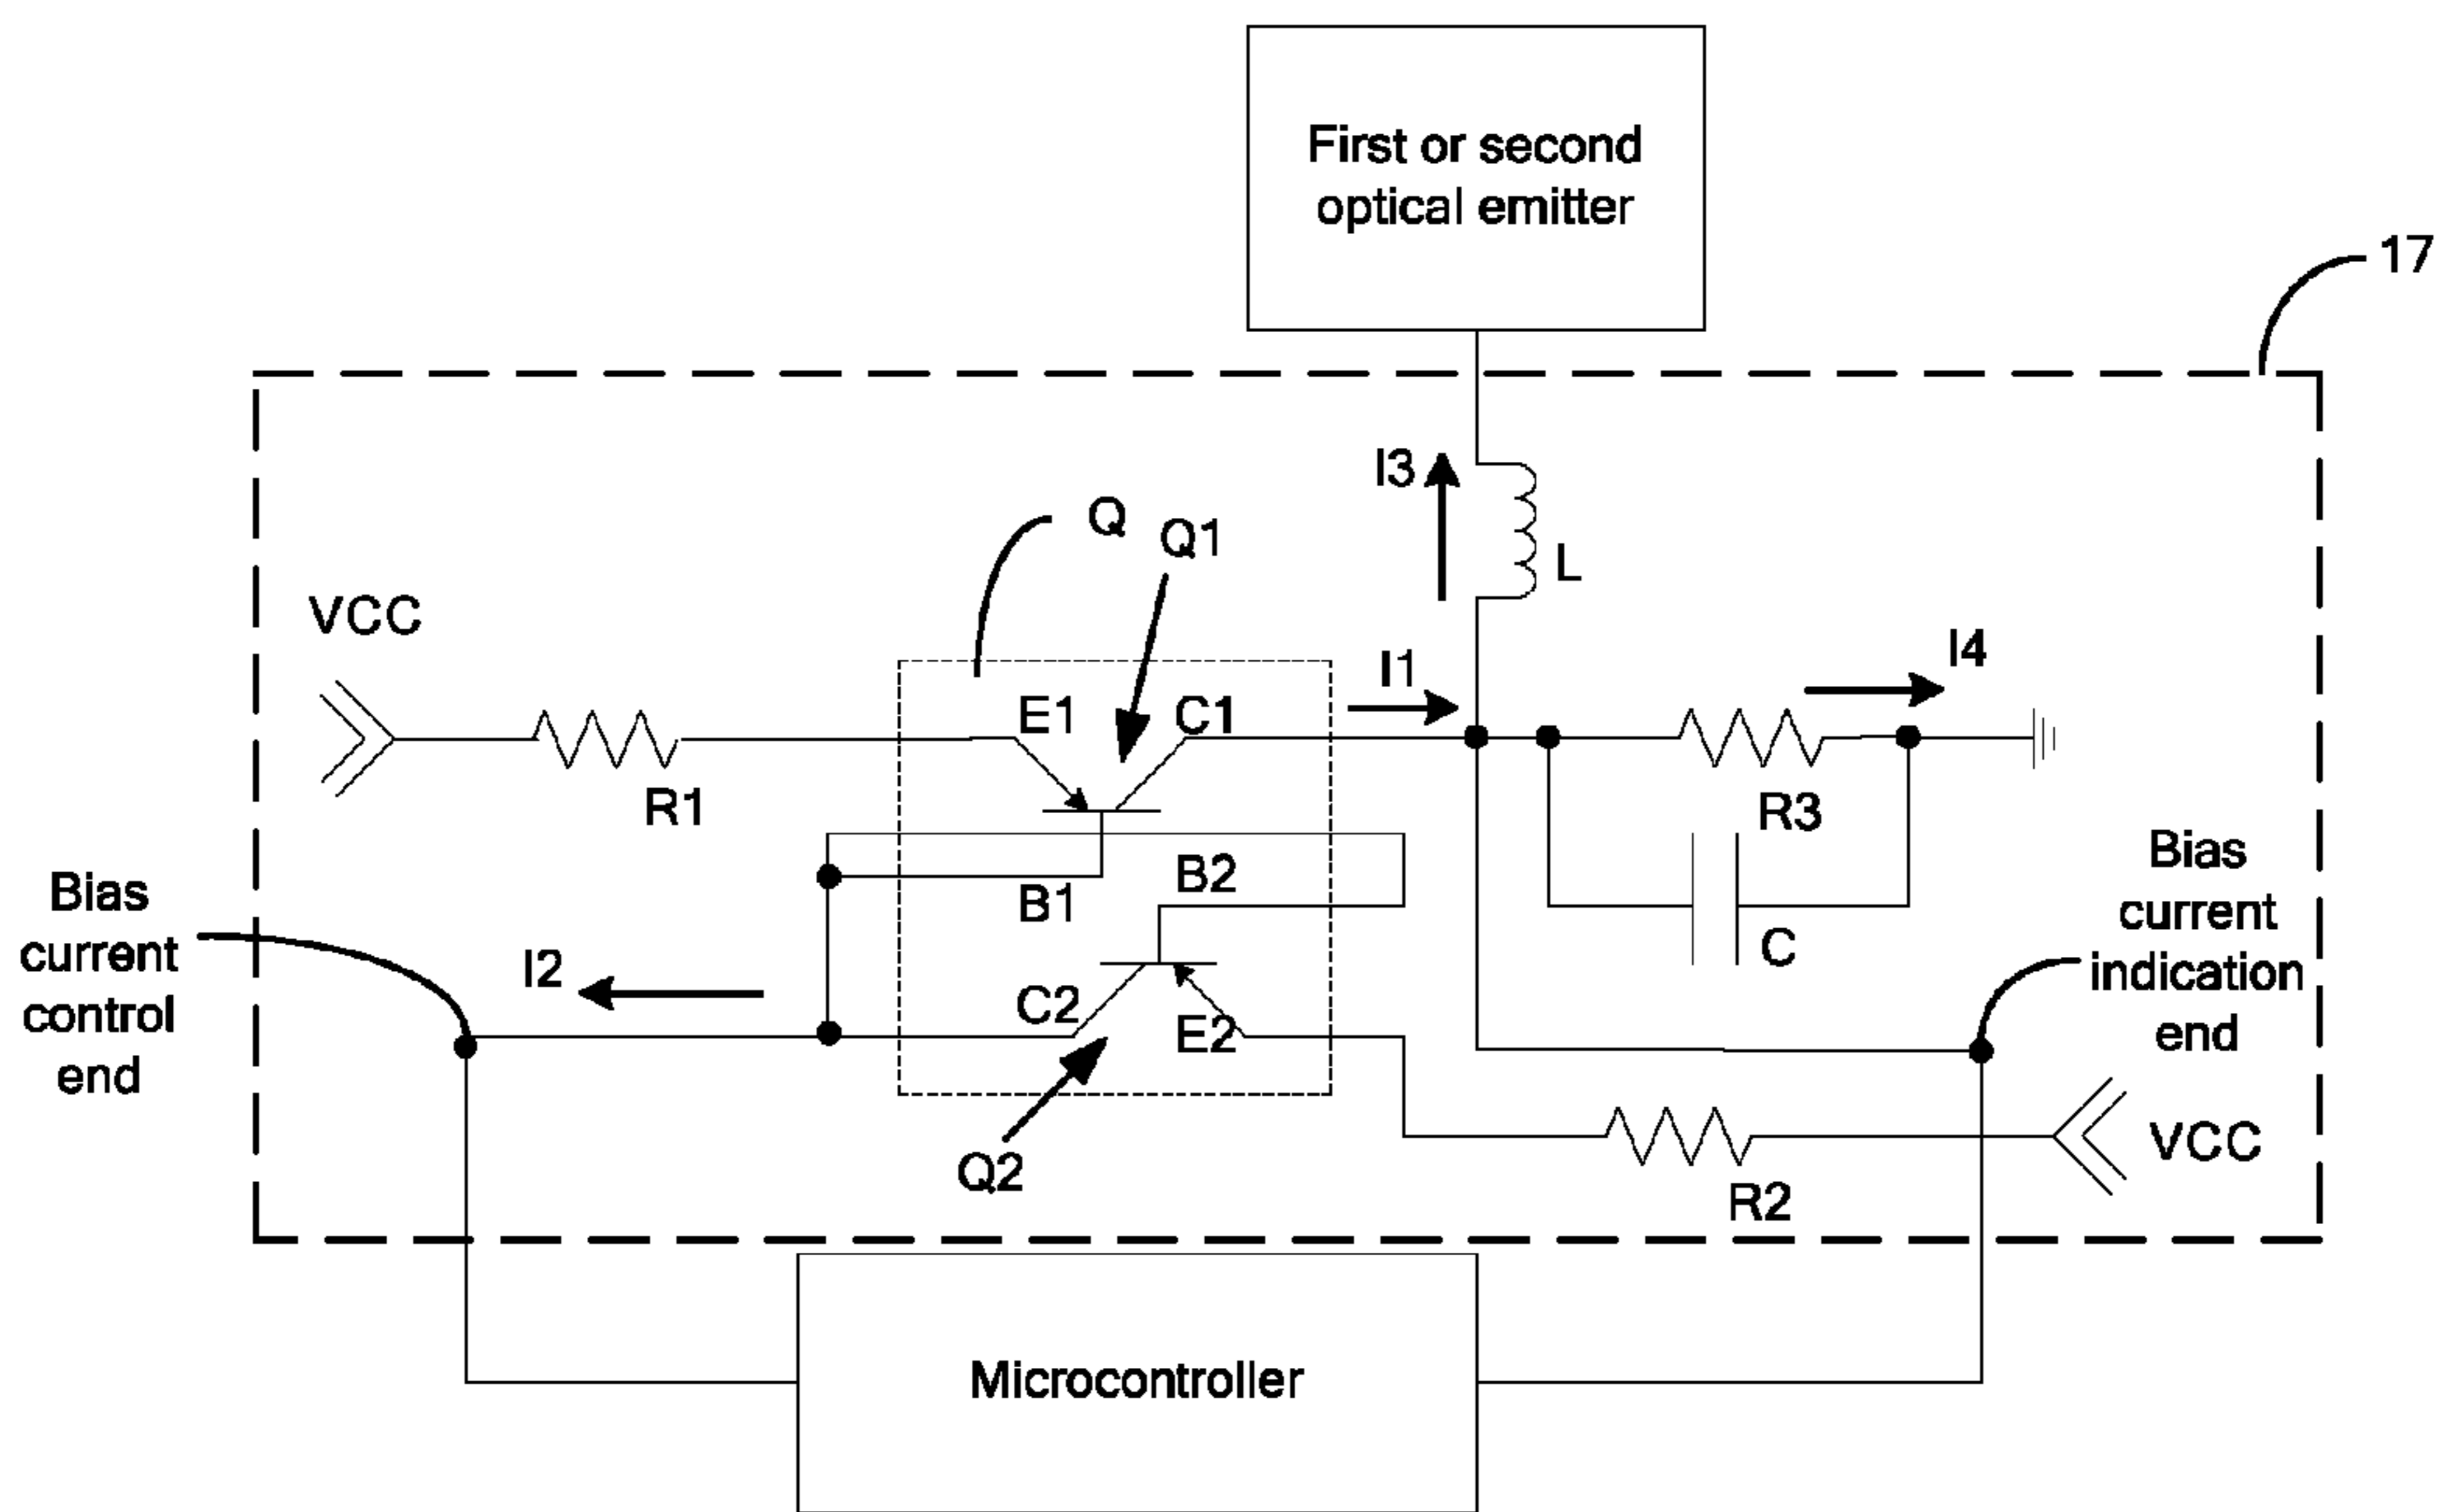 First or second
optical emitter
17
I3
L
Q
Q1
VCC
I1
I4
E1
C1
R1
R3
B1
B2
C
Bias
current
control
end
Bias
current
indication
end
I2
C2
E2
Q2
R2
VCC
Microcontroller